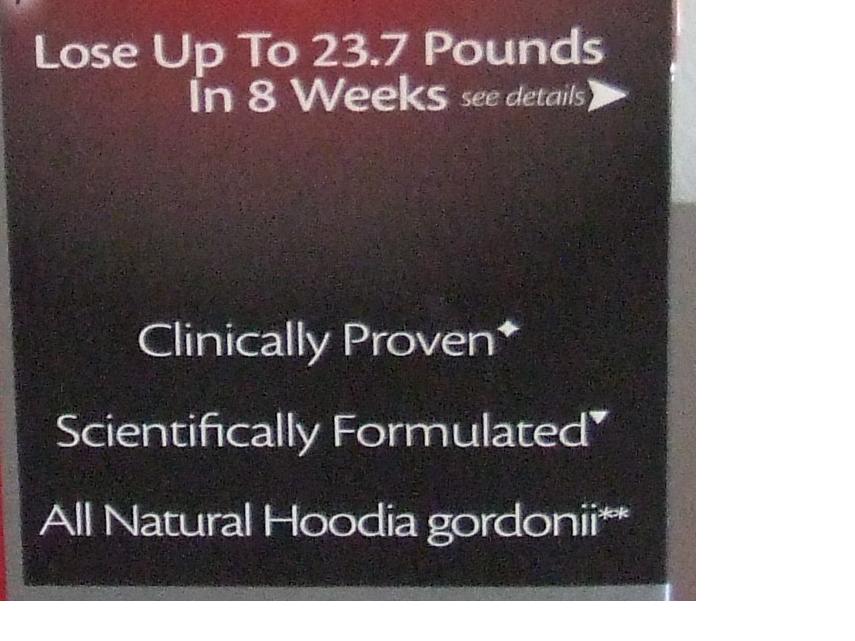 Lose Up To 23.7 Pounds
In 8 Weeks see details➤
Clinically Proven✦
Scientifically Formulated▼
All Natural Hoodia gordonii**